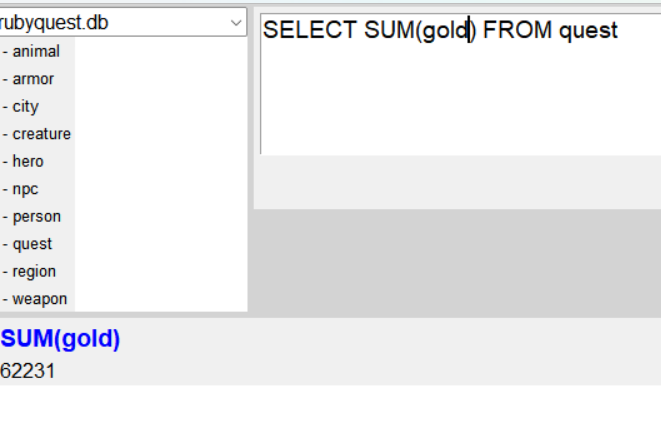 rubyquest.db
- animal
- armor
- city
- creature
- hero
- npc
- person
- quest
- region
- weapon
SELECT SUM(gold) FROM quest
SUM(gold)
62231